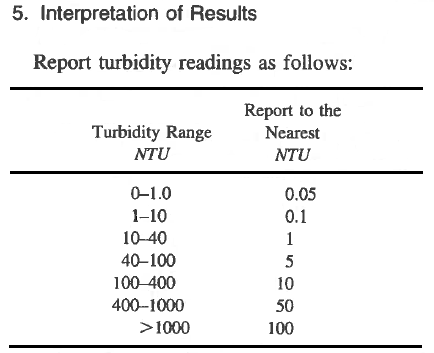 5. Interpretation of Results
Report turbidity readings as follows:
Report to the
Turbidity Range Nearest
NTU NTU
0–1.0 0.05
1–10 0.1
10–40 1
40–100 5
100–400 10
400–1000 50
>1000 100